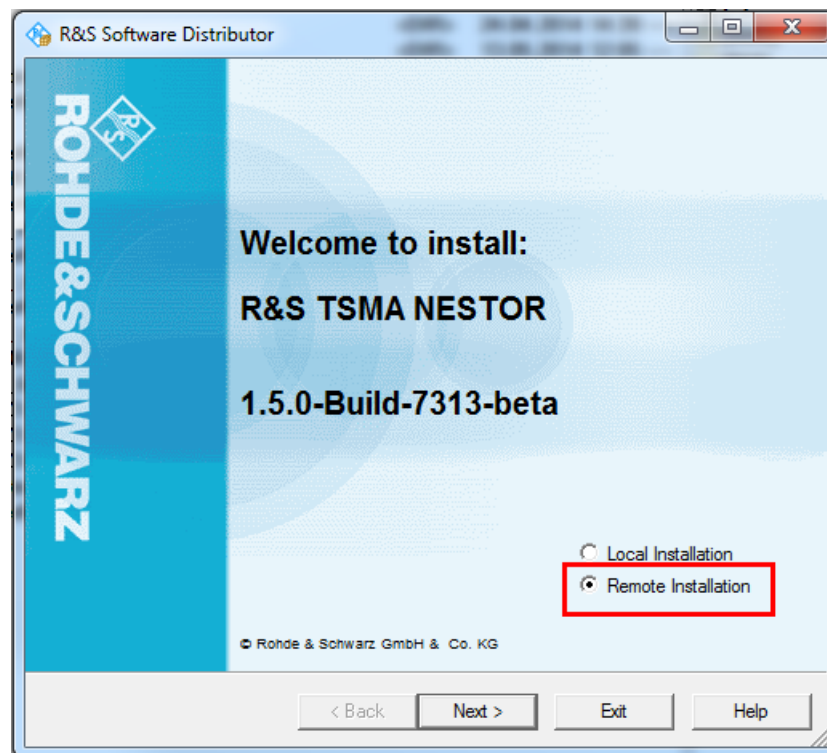 R&S Software Distributor
ROHDE&SCHWARZ
R
S
Welcome to install:
R&S TSMA NESTOR
1.5.0-Build-7313-beta
Local Installation
Remote Installation
© Rohde & Schwarz GmbH & Co. KG
< Back
Next >
Exit
Help